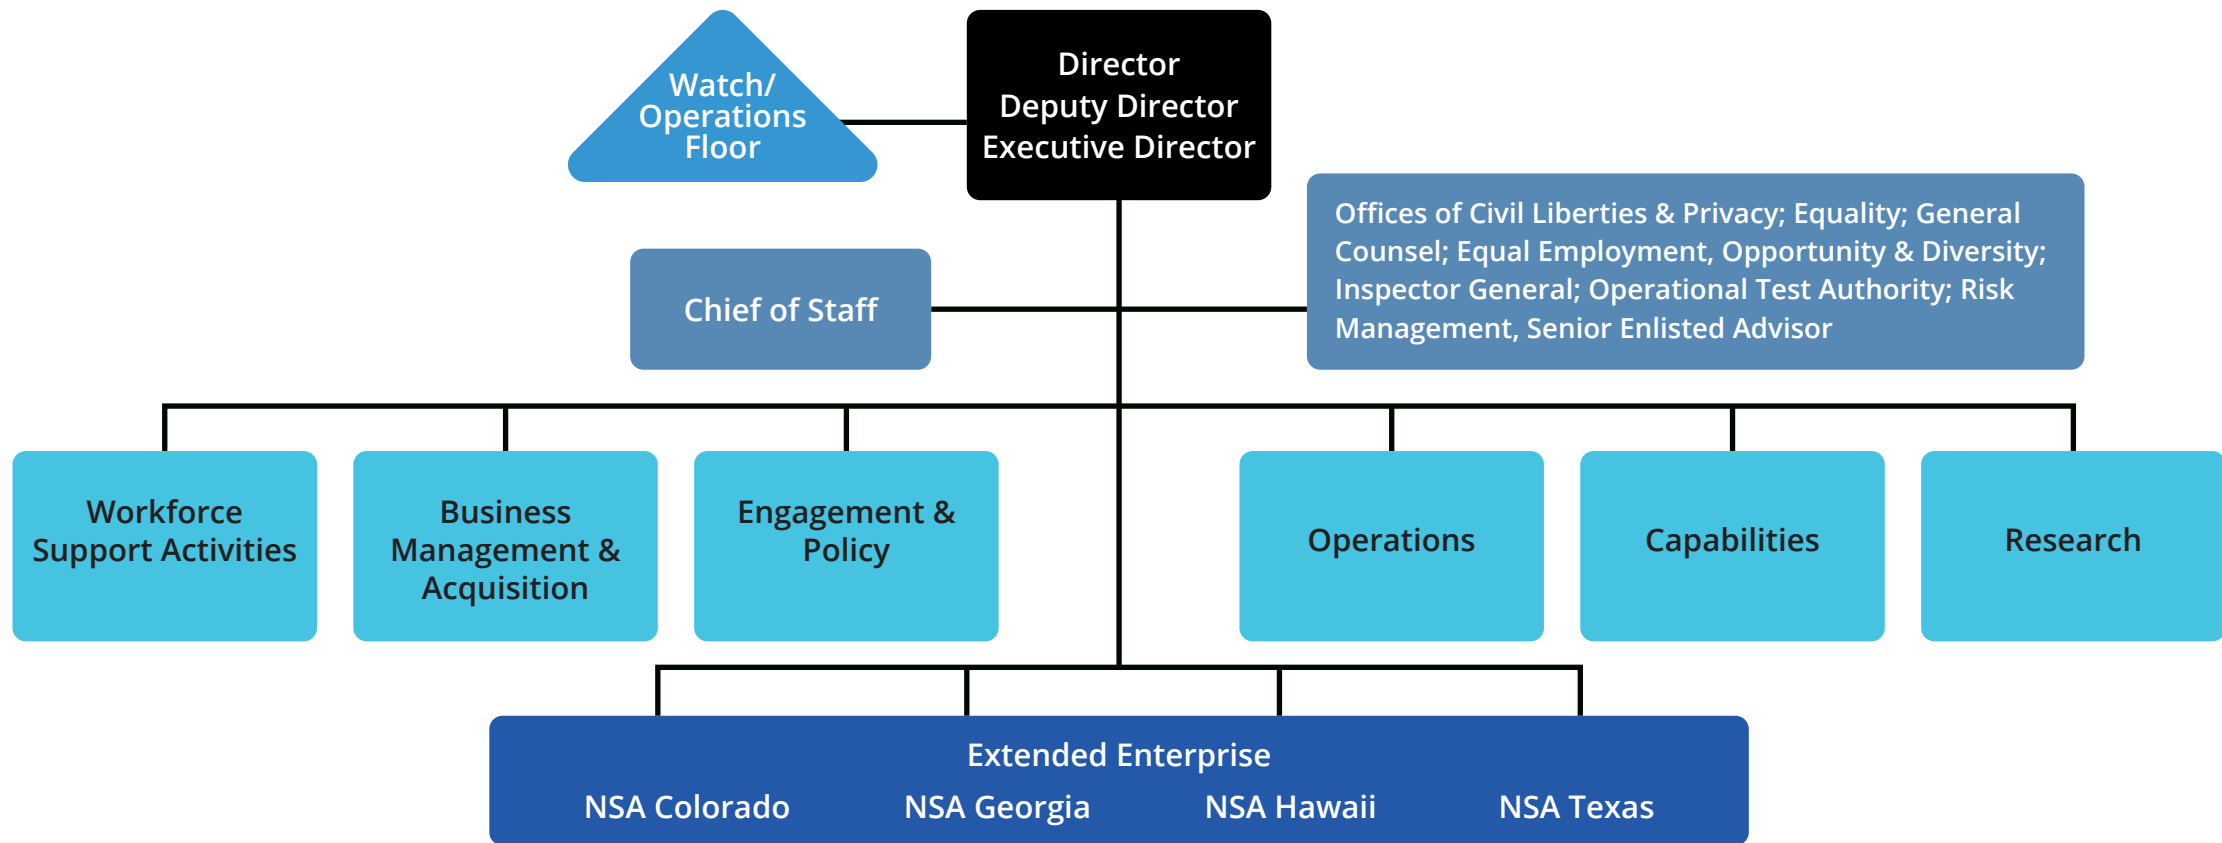 Watch/
Operations
Floor
Director
Deputy Director
Executive Director
Offices of Civil Liberties & Privacy; Equality; General
Counsel; Equal Employment, Opportunity & Diversity;
Inspector General; Operational Test Authority; Risk
Management, Senior Enlisted Advisor
Chief of Staff
Workforce
Support Activities
Business
Management &
Acquisition
Engagement &
Policy
Operations
Capabilities
Research
Extended Enterprise
NSA Colorado
NSA Georgia
NSA Hawaii
NSA Texas